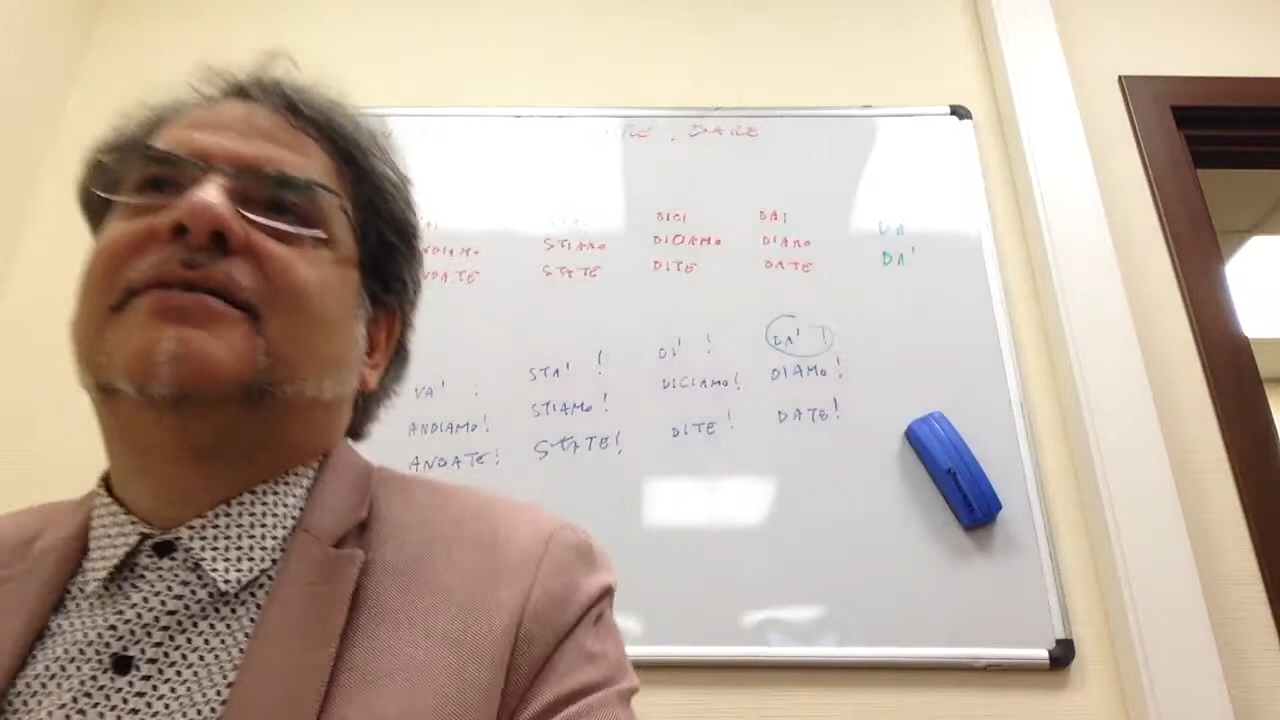 , DARE
DICI DAI
STIAMO DICIAMO DIAMO VA
STATE DITE DATE DA'
VA' ! STA' ! DI' ! DA' !
ANDIAMO! STIAMO! DICIAMO! DIAMO!
ANDATE! STATE! DITE! DATE!